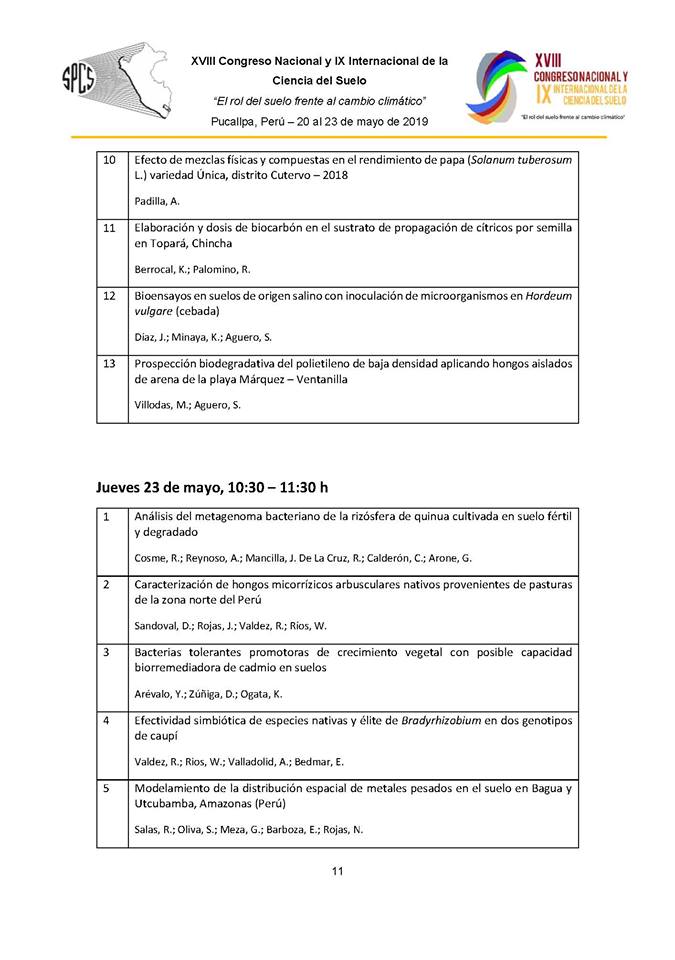 SPCS
XVIII Congreso Nacional y IX Internacional de la
Ciencia del Suelo
“El rol del suelo frente al cambio climático”
Pucallpa, Perú – 20 al 23 de mayo de 2019
XVIII
CONGRESO NACIONAL Y
IX INTERNACIONAL DE LA
CIENCIA DEL SUELO
"El rol del suelo frente al cambio climático"
10 Efecto de mezclas físicas y compuestas en el rendimiento de papa (Solanum tuberosum
L.) variedad Única, distrito Cutervo – 2018
Padilla, A.
11 Elaboración y dosis de biocarbón en el sustrato de propagación de cítricos por semilla
en Topará, Chincha
Berrocal, K.; Palomino, R.
12 Bioensayos en suelos de origen salino con inoculación de microorganismos en Hordeum
vulgare (cebada)
Díaz, J.; Minaya, K.; Aguero, S.
13 Prospección biodegradativa del polietileno de baja densidad aplicando hongos aislados
de arena de la playa Márquez – Ventanilla
Villodas, M.; Aguero, S.
Jueves 23 de mayo, 10:30 – 11:30 h
1 Análisis del metagenoma bacteriano de la rizósfera de quinua cultivada en suelo fértil
y degradado
Cosme, R.; Reynoso, A.; Mancilla, J. De La Cruz, R.; Calderón, C.; Arone, G.
2 Caracterización de hongos micorrízicos arbusculares nativos provenientes de pasturas
de la zona norte del Perú
Sandoval, D.; Rojas, J.; Valdez, R.; Ríos, W.
3 Bacterias tolerantes promotoras de crecimiento vegetal con posible capacidad
biorremediadora de cadmio en suelos
Arévalo, Y.; Zúñiga, D.; Ogata, K.
4 Efectividad simbiótica de especies nativas y élite de Bradyrhizobium en dos genotipos
de caupí
Valdez, R.; Rios, W.; Valladolid, A.; Bedmar, E.
5 Modelamiento de la distribución espacial de metales pesados en el suelo en Bagua y
Utcubamba, Amazonas (Perú)
Salas, R.; Oliva, S.; Meza, G.; Barboza, E.; Rojas, N.
11